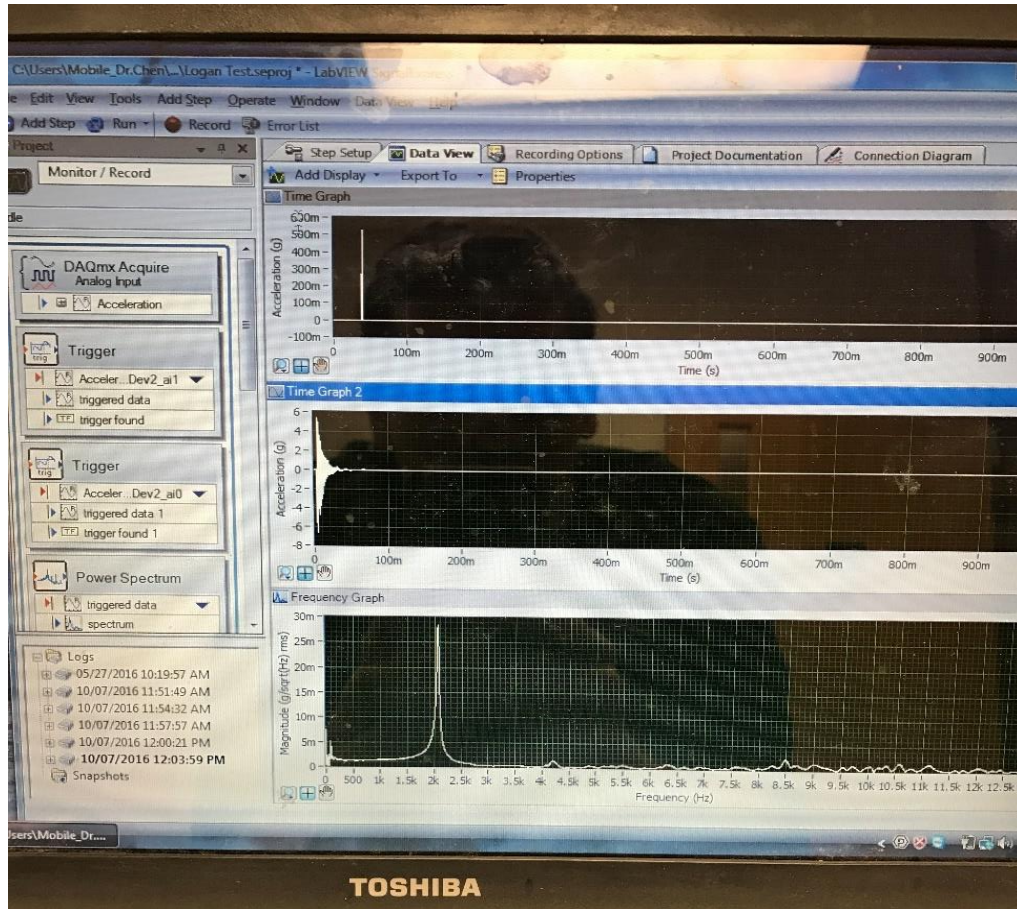 C:\Users\Mobile_Dr.Chen\...\Logan Test.seproj * - LabVIEW
Edit View Tools Add Step Operate Window Data View Help
Add Step Run Record Error List
Project
Monitor / Record
DAQmx Acquire
Analog Input
Acceleration
Trigger
Acceler...Dev2_ai1
triggered data
trigger found
Trigger
Acceler...Dev2_ai0
triggered data 1
trigger found 1
Power Spectrum
triggered data
spectrum
Logs
05/27/2016 10:19:57 AM
10/07/2016 11:51:49 AM
10/07/2016 11:54:32 AM
10/07/2016 11:57:57 AM
10/07/2016 12:00:21 PM
10/07/2016 12:03:59 PM
Snapshots
Step Setup Data View Recording Options Project Documentation Connection Diagram
Add Display Export To Properties
Time Graph
Acceleration (g)
400m
300m
200m
100m
0
-100m
0 100m 200m 300m 400m 500m 600m 700m 800m 900m
Time (s)
Time Graph 2
Acceleration (g)
6
4
2
0
-2
-4
-6
-8
0 100m 200m 300m 400m 500m 600m 700m 800m 900m
Time (s)
Frequency Graph
Magnitude (g/sqrt(Hz) rms)
30m
25m
20m
15m
10m
5m
0
0 500 1k 1.5k 2k 2.5k 3k 3.5k 4k 4.5k 5k 5.5k 6k 6.5k 7k 7.5k 8k 8.5k 9k 9.5k 10k 10.5k 11k 11.5k 12k 12.5k
Frequency (Hz)
Users\Mobile_Dr....
TOSHIBA